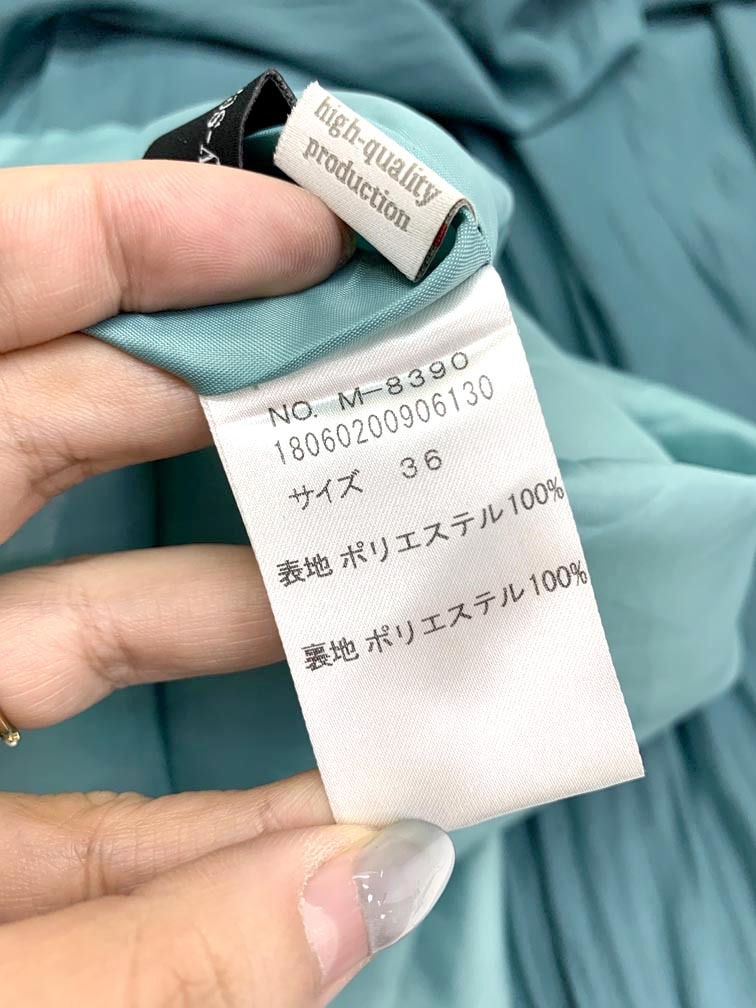 high-quality
production
NO. M-8390
18060200906130
サイズ 36
表地 ポリエステル100%
裏地 ポリエステル100%